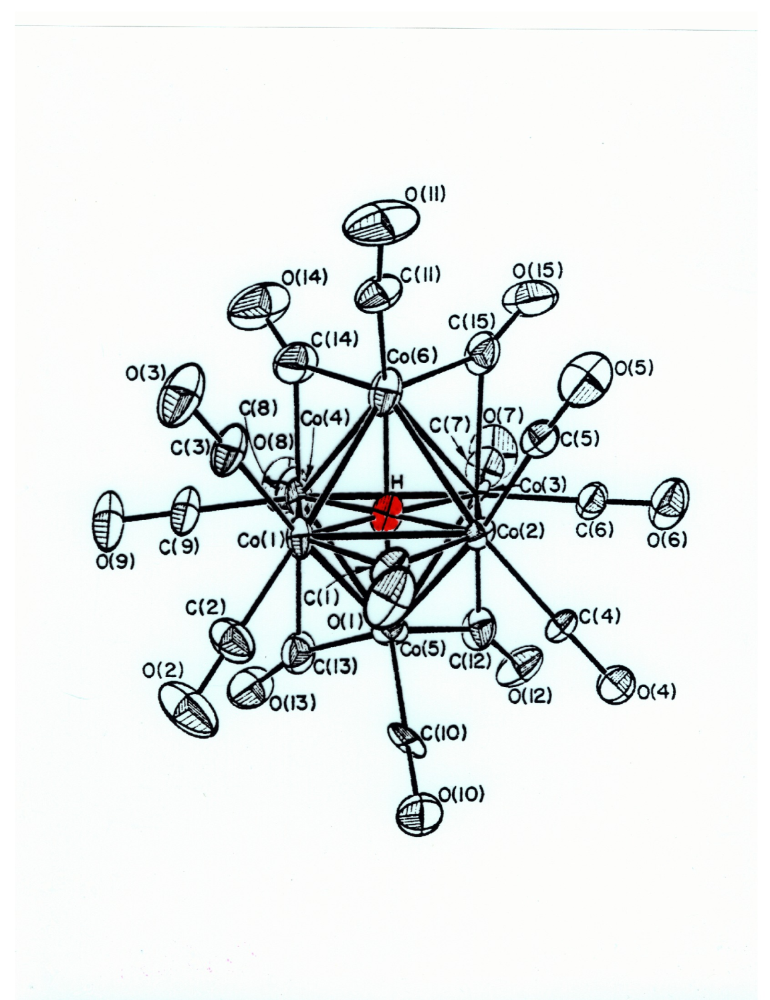 O(11)
C(11)
O(15)
O(14)
C(15)
C(14)
Co(6)
O(5)
O(3)
C(8)
Co(4)
O(7)
C(7)
C(5)
C(3)
O(8)
H
Co(3)
Co(1)
Co(2)
C(6)
O(6)
C(9)
O(9)
C(1)
C(2)
O(1)
C(4)
Co(5)
C(12)
C(13)
O(2)
O(13)
O(12)
O(4)
C(10)
O(10)